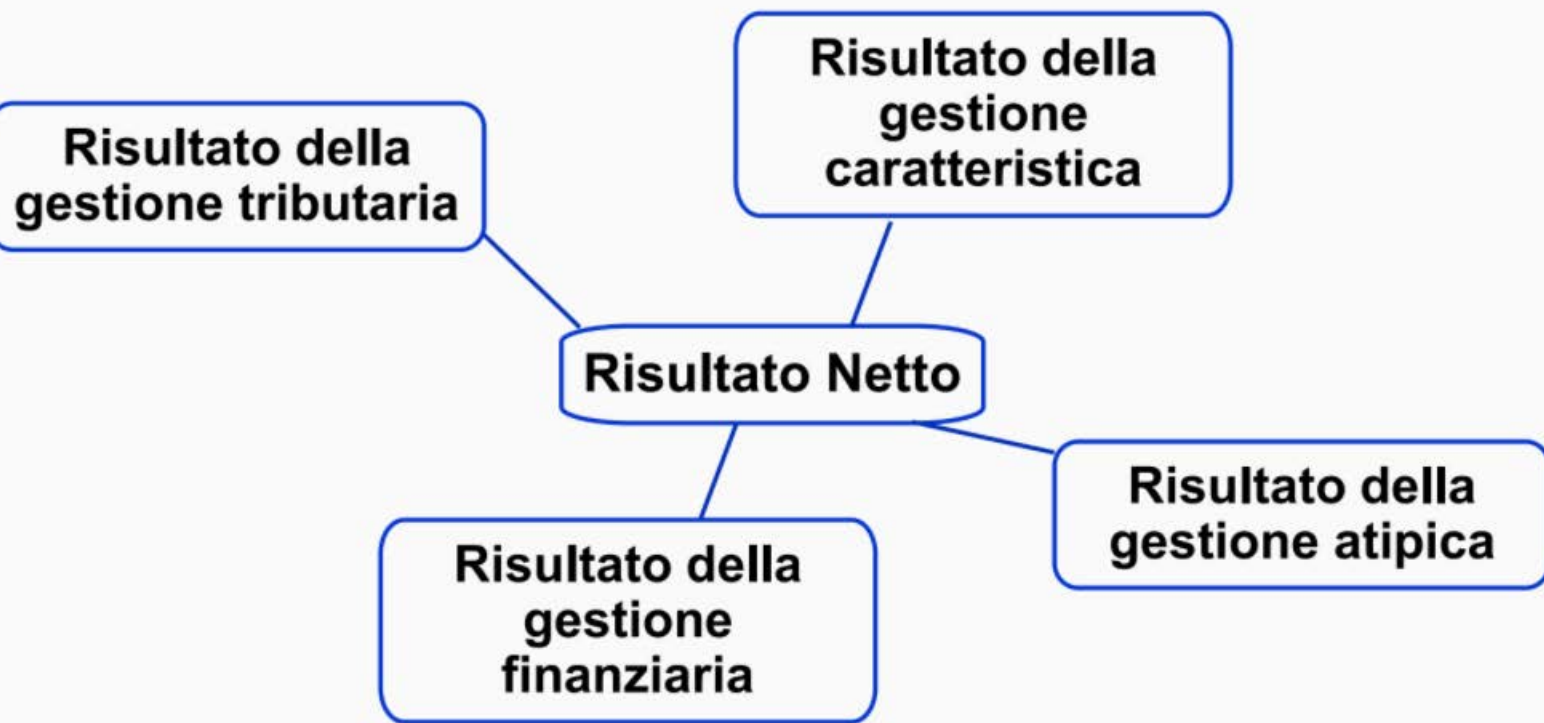 Risultato della
gestione
caratteristica
Risultato della
gestione tributaria
Risultato Netto
Risultato della
gestione atipica
Risultato della
gestione
finanziaria